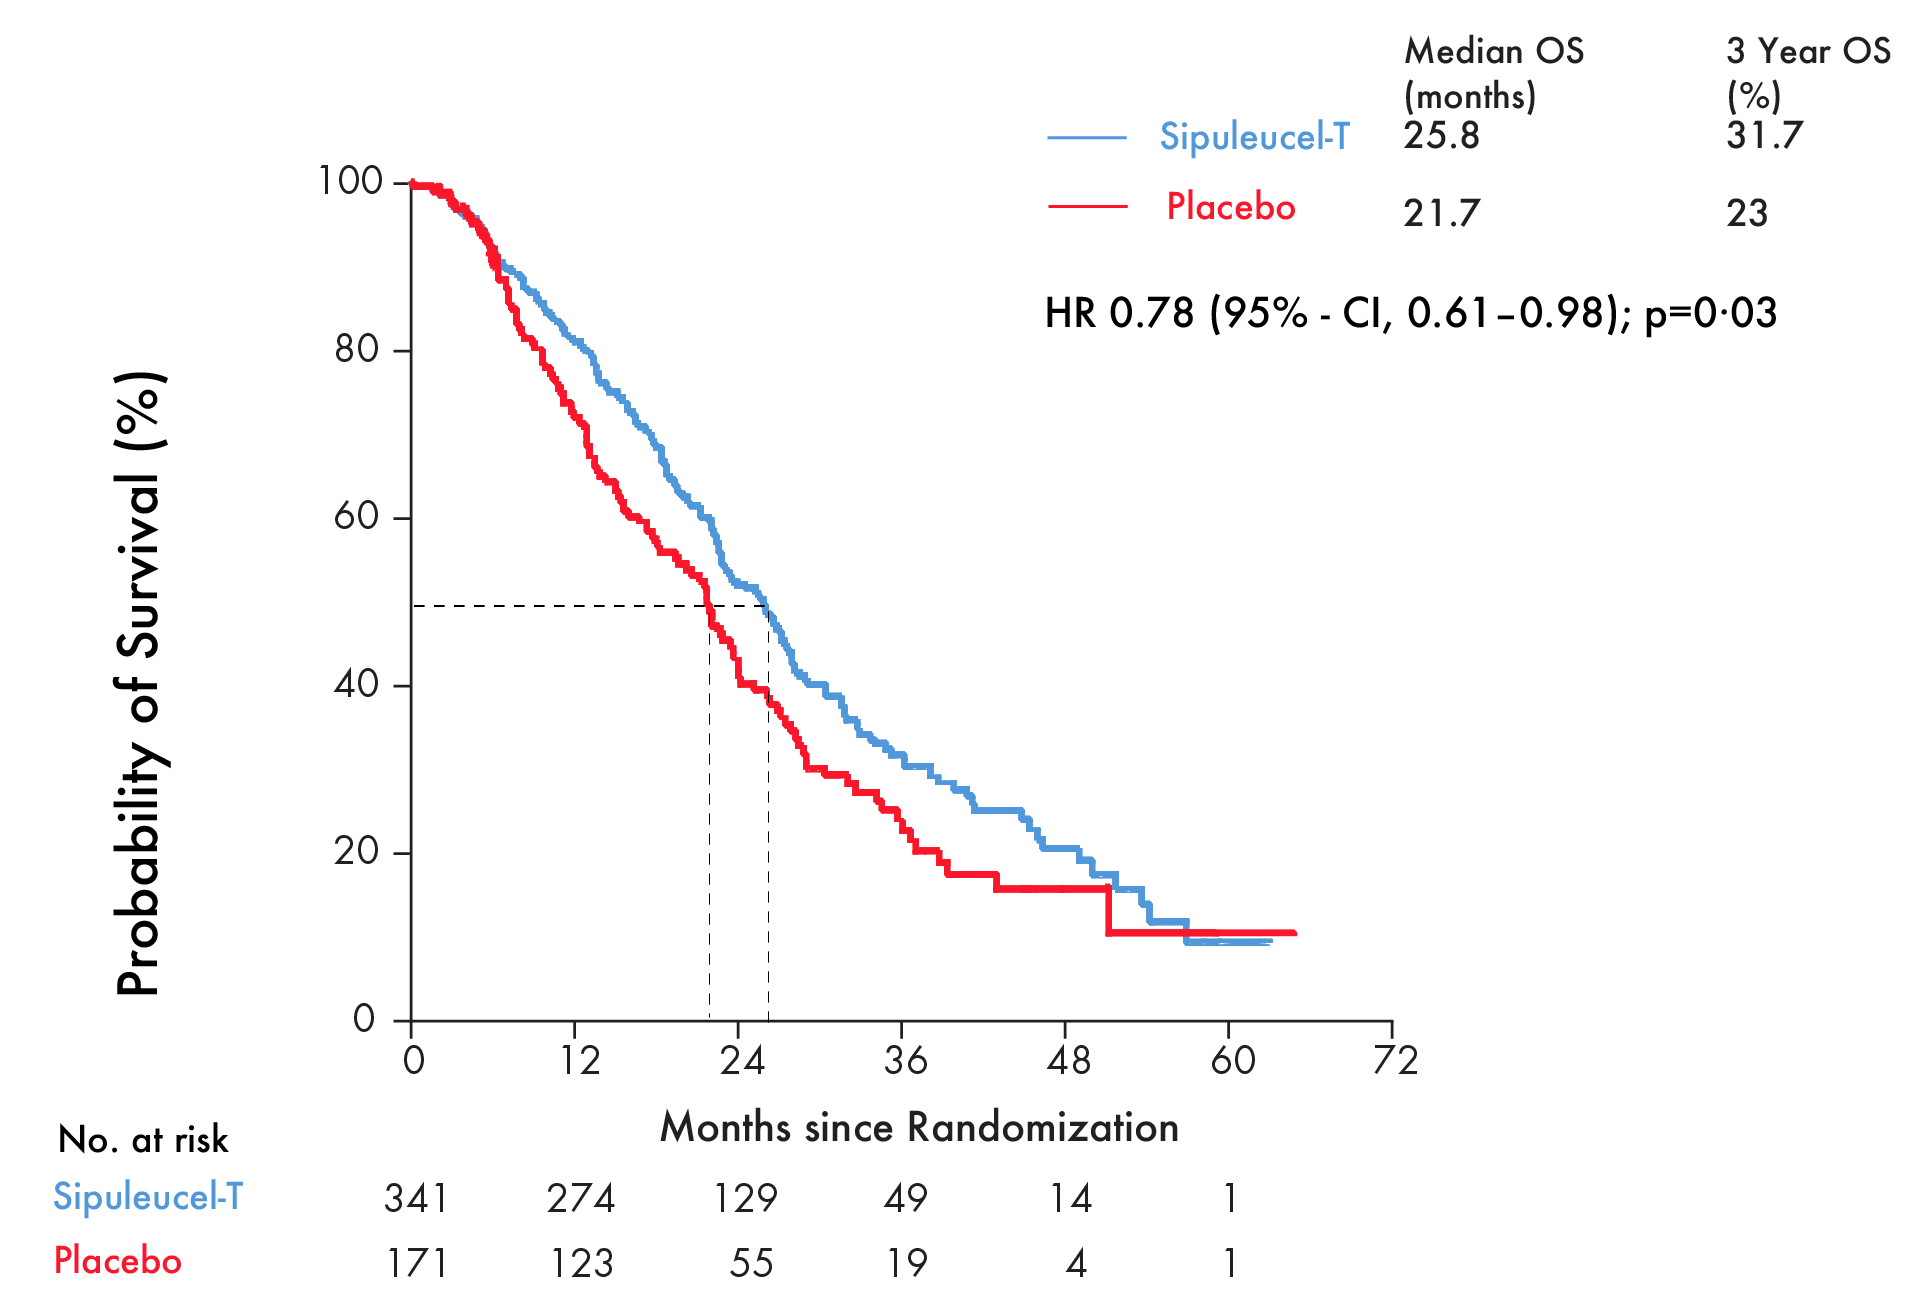 Median OS 3 Year OS
(months) (%)
Sipuleucel-T 25.8 31.7
Placebo 21.7 23
HR 0.78 (95% - CI, 0.61–0.98); p=0·03
Probability of Survival (%)
100
80
60
40
20
0
0 12 24 36 48 60 72
Months since Randomization
No. at risk
Sipuleucel-T 341 274 129 49 14 1
Placebo 171 123 55 19 4 1